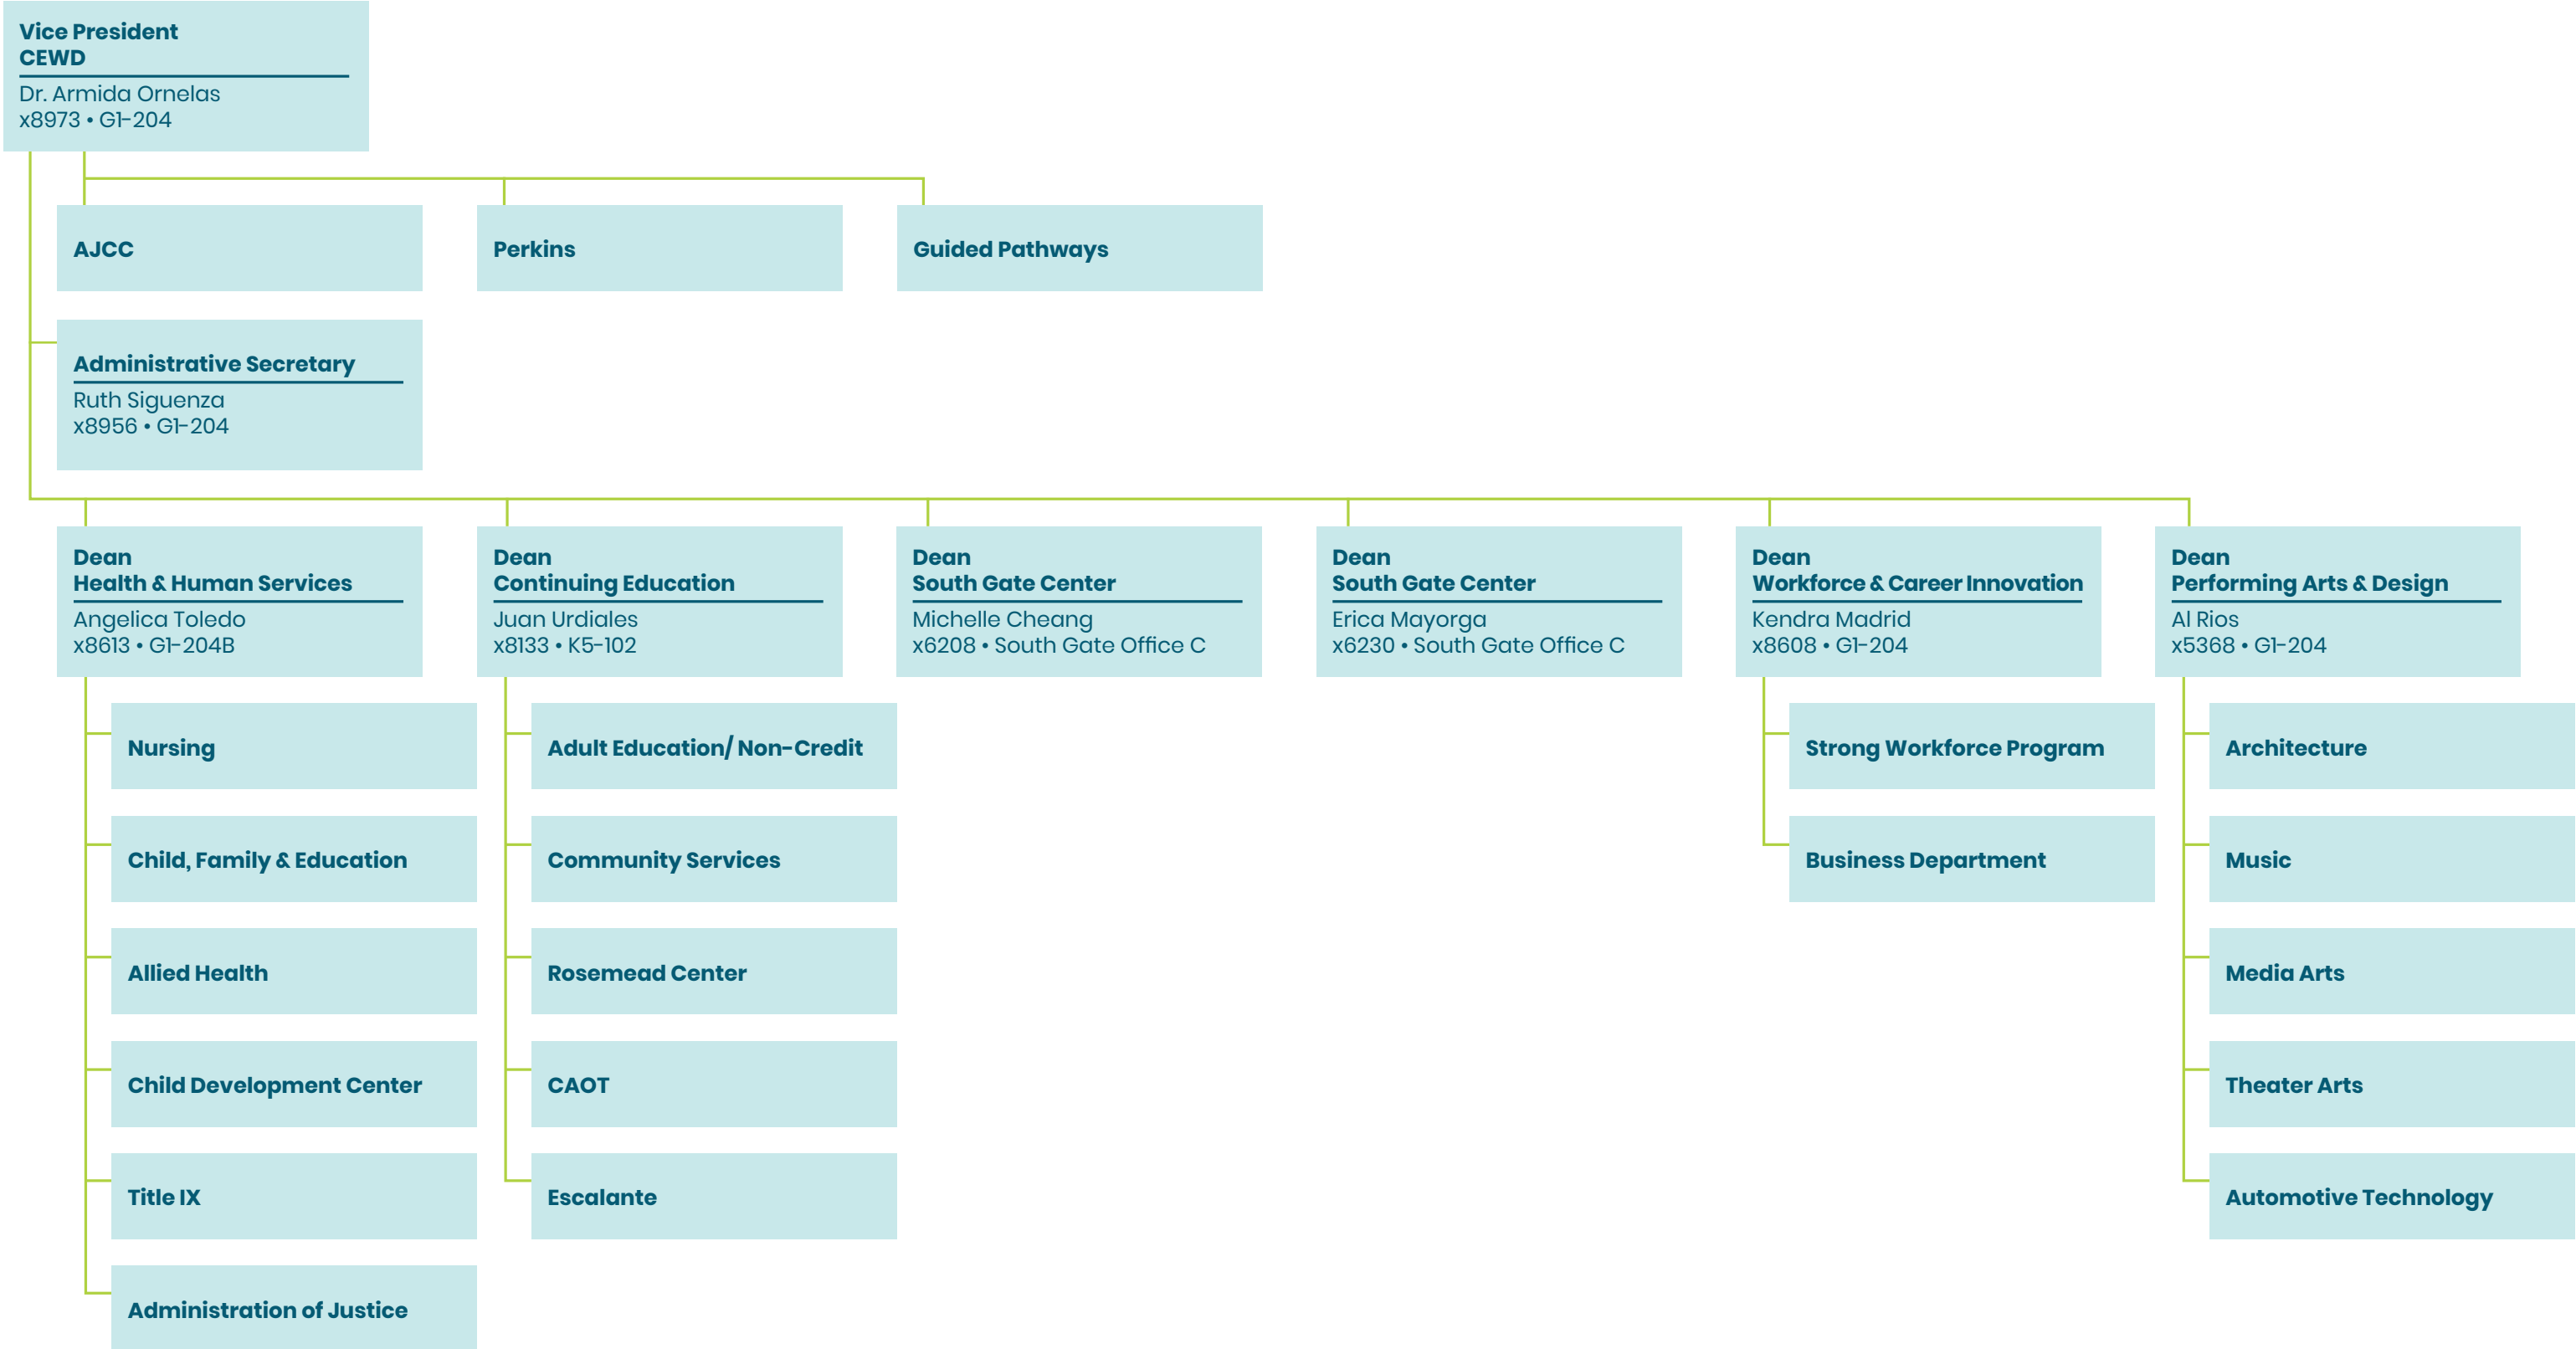 Vice President
CEWD
Dr. Armida Ornelas
x8973 • G1-204
AJCC
Perkins
Guided Pathways
Administrative Secretary
Ruth Siguenza
x8956 • G1-204
Dean
Health & Human Services
Angelica Toledo
x8613 • G1-204B
Dean
Continuing Education
Juan Urdiales
x8133 • K5-102
Dean
South Gate Center
Michelle Cheang
x6208 • South Gate Office C
Dean
South Gate Center
Erica Mayorga
x6230 • South Gate Office C
Dean
Workforce & Career Innovation
Kendra Madrid
x8608 • G1-204
Dean
Performing Arts & Design
Al Rios
x5368 • G1-204
Nursing
Child, Family & Education
Allied Health
Child Development Center
Title IX
Administration of Justice
Adult Education/ Non-Credit
Community Services
Rosemead Center
CAOT
Escalante
Strong Workforce Program
Business Department
Architecture
Music
Media Arts
Theater Arts
Automotive Technology